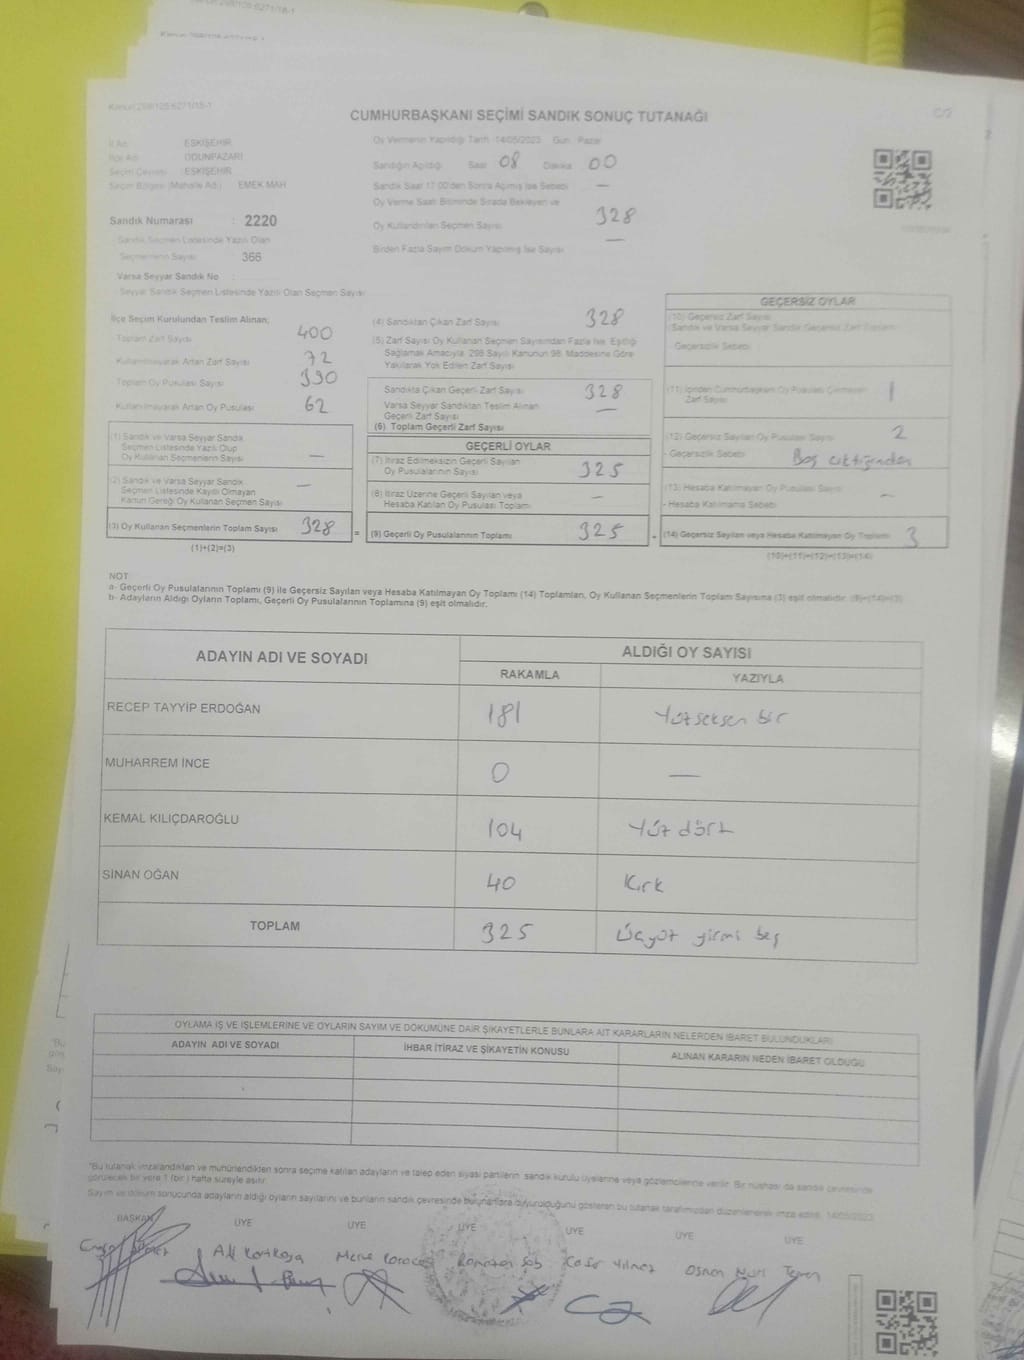 CUMHURBAŞKANI SEÇİMİ SANDIK SONUÇ TUTANAĞI
C/2
İl Adı ESKİŞEHİR
İlçe Adı ODUNPAZARI
Seçim Çevresi : ESKİŞEHİR
Seçim Bölgesi (Mahalle Adı) EMEK MAH
Sandık Numarası : 2220
Sandık Seçmen Listesinde Yazılı Olan
Seçmenlerin Sayısı 366
Varsa Seyyar Sandık No :
Seyyar Sandık Seçmen Listesinde Yazılı Olan Seçmen Sayısı
Oy Vermenin Yapıldığı Tarih 14/05/2023 Gün: Pazar
Sandığın Açıldığı Saat 08 Dakika 00
Sandık Saat 17.00'den Sonra Açılmış İse Sebebi —
Oy Verme Saati Bitiminde Sırada Bekleyen ve
Oy Kullandırılan Seçmen Sayısı 328
Birden Fazla Sayım Döküm Yapılmış İse Sayısı —
İlçe Seçim Kurulundan Teslim Alınan;
Toplam Zarf Sayısı 400
Kullanılmayarak Artan Zarf Sayısı 72
Toplam Oy Pusulası Sayısı 390
Kullanılmayarak Artan Oy Pusulası 62
(1) Sandık ve Varsa Seyyar Sandık
Seçmen Listesinde Yazılı Olup
Oy Kullanan Seçmenlerin Sayısı —
(2) Sandık ve Varsa Seyyar Sandık
Seçmen Listesinde Kayıtlı Olmayan
Kanun Gereği Oy Kullanan Seçmen Sayısı —
(3) Oy Kullanan Seçmenlerin Toplam Sayısı 328 =
(1)+(2)=(3)
(4) Sandıktan Çıkan Zarf Sayısı 328
(5) Zarf Sayısı Oy Kullanan Seçmen Sayısından Fazla İse, Eşitliği
Sağlamak Amacıyla, 298 Sayılı Kanunun 98. Maddesine Göre
Yakılarak Yok Edilen Zarf Sayısı
Sandıkta Çıkan Geçerli Zarf Sayısı 328
Varsa Seyyar Sandıktan Teslim Alınan
Geçerli Zarf Sayısı —
(6) Toplam Geçerli Zarf Sayısı
GEÇERLİ OYLAR
(7) İtiraz Edilmeksizin Geçerli Sayılan
Oy Pusulalarının Sayısı 325
(8) İtiraz Üzerine Geçerli Sayılan veya
Hesaba Katılan Oy Pusulası Toplamı —
(9) Geçerli Oy Pusulalarının Toplamı 325
GEÇERSİZ OYLAR
(10) Geçersiz Zarf Sayısı
(Sandık ve Varsa Seyyar Sandık Geçersiz Zarf Toplamı)
- Geçersizlik Sebebi
(11) İçinden Cumhurbaşkanı Oy Pusulası Çıkmayan
Zarf Sayısı 1
(12) Geçersiz Sayılan Oy Pusulası Sayısı 2
- Geçersizlik Sebebi Boş çıktığından
(13) Hesaba Katılmayan Oy Pusulası Sayısı —
- Hesaba Katılmama Sebebi
(14) Geçersiz Sayılan veya Hesaba Katılmayan Oy Toplamı 3
(10)+(11)+(12)+(13)=(14)
NOT:
a- Geçerli Oy Pusulalarının Toplamı (9) ile Geçersiz Sayılan veya Hesaba Katılmayan Oy Toplamı (14) Toplamları, Oy Kullanan Seçmenlerin Toplam Sayısına (3) eşit olmalıdır. (9)+(14)=(3)
b- Adayların Aldığı Oyların Toplamı, Geçerli Oy Pusulalarının Toplamına (9) eşit olmalıdır.
ADAYIN ADI VE SOYADI ALDIĞI OY SAYISI
RAKAMLA YAZIYLA
RECEP TAYYİP ERDOĞAN 181 Yüzseksen bir
MUHARREM İNCE 0 —
KEMAL KILIÇDAROĞLU 104 Yüz dört
SİNAN OĞAN 40 Kırk
TOPLAM 325 Üçyüz yirmi beş
OYLAMA İŞ VE İŞLEMLERİNE VE OYLARIN SAYIM VE DÖKÜMÜNE DAİR ŞİKAYETLERLE BUNLARA AİT KARARLARIN NELERDEN İBARET BULUNDUKLARI
ADAYIN ADI VE SOYADI İHBAR İTİRAZ VE ŞİKAYETİN KONUSU ALINAN KARARIN NEDEN İBARET OLDUĞU
*Bu tutanak imzalandıktan ve mühürlendikten sonra seçime katılan adayların ve talep eden siyasi partilerin sandık kurulu üyelerine veya gözlemcilerine verilir. Bir nüshası da sandık çevresinde
görülecek bir yere 1 (bir) hafta süreyle asılır.
Sayım ve döküm sonucunda adayların aldığı oyların sayılarını ve bunların sandık çevresinde bulunanlara duyurulduğunu gösteren bu tutanak tarafımızdan düzenlenerek imza edildi. 14/05/2023
BAŞKAN ÜYE ÜYE ÜYE ÜYE ÜYE ÜYE
Cafer Yılmaz Osman Nuri